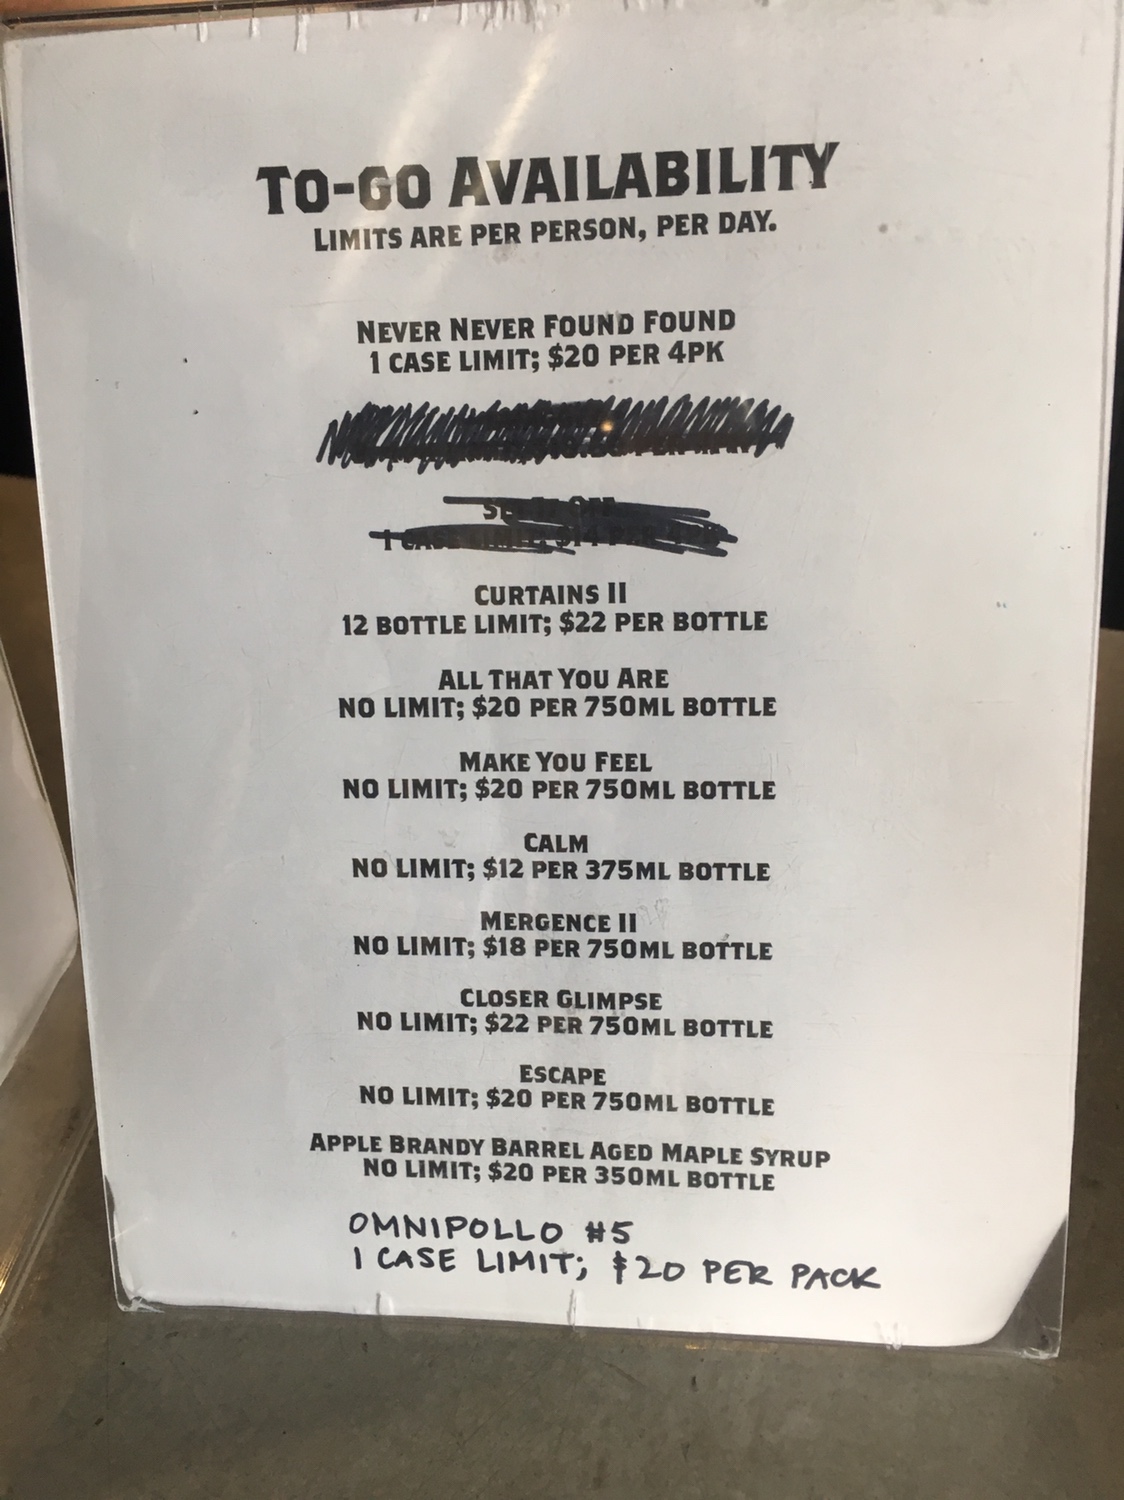 To-Go Availability
Limits are per person, per day.
Never Never Found Found
1 case limit; $20 per 4pk
1 case limit; $14 per
Curtains II
12 bottle limit; $22 per bottle
All That You Are
No limit; $20 per 750ml bottle
Make You Feel
No limit; $20 per 750ml bottle
Calm
No limit; $12 per 375ml bottle
Mergence II
No limit; $18 per 750ml bottle
Closer Glimpse
No limit; $22 per 750ml bottle
Escape
No limit; $20 per 750ml bottle
Apple Brandy Barrel Aged Maple Syrup
No limit; $20 per 350ml bottle
OMNIPOLLO #5
1 CASE LIMIT; $20 PER PACK